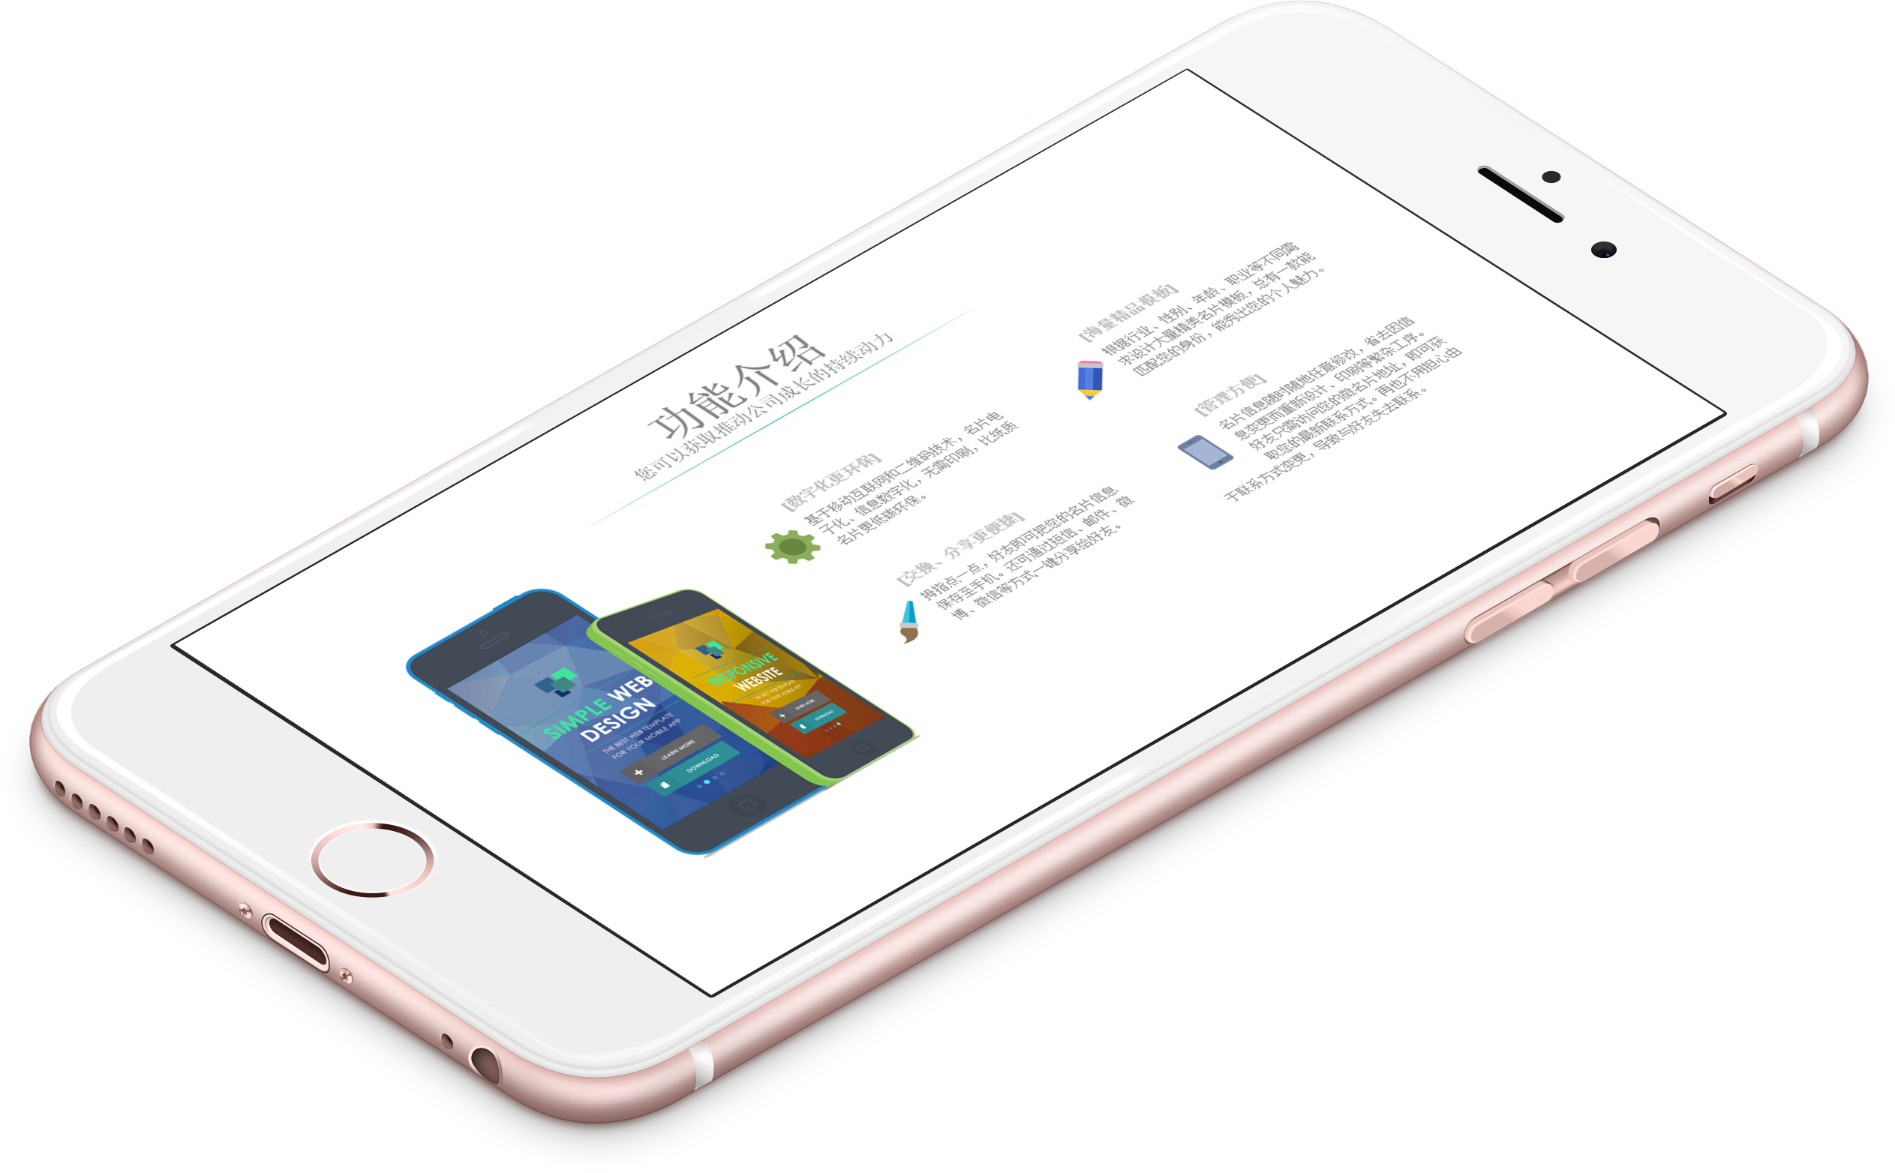 功能介绍
您可以获取推动公司成长的持续动力
[数字化更环保]
基于移动互联网和二维码技术，名片电
子化、信息数字化，无需印刷，比纸质
名片更低碳环保。
[交换、分享更便捷]
拇指点一点，好友即可把您的名片信息
保存至手机。还可通过短信、邮件、微
博、微信等方式一键分享给好友。
[海量精品模板]
根据行业、性别、年龄、职业等不同需
求设计大量精美名片模板，总有一款能
匹配您的身份，能秀出您的个人魅力。
[管理方便]
名片信息随时随地任意修改，省去因信
息变更而重新设计、印刷等繁杂工序。
好友只需访问您的微名片地址，即可获
取您的最新联系方式。再也不用担心由
于联系方式变更，导致与好友失去联系。
SIMPLE WEB
DESIGN
THE BEST WEB TEMPLATE
FOR YOUR MOBILE APP
LEARN MORE
DOWNLOAD
RESPONSIVE
WEBSITE
THE BEST WEB TEMPLATE
FOR YOUR MOBILE APP
LEARN MORE
DOWNLOAD